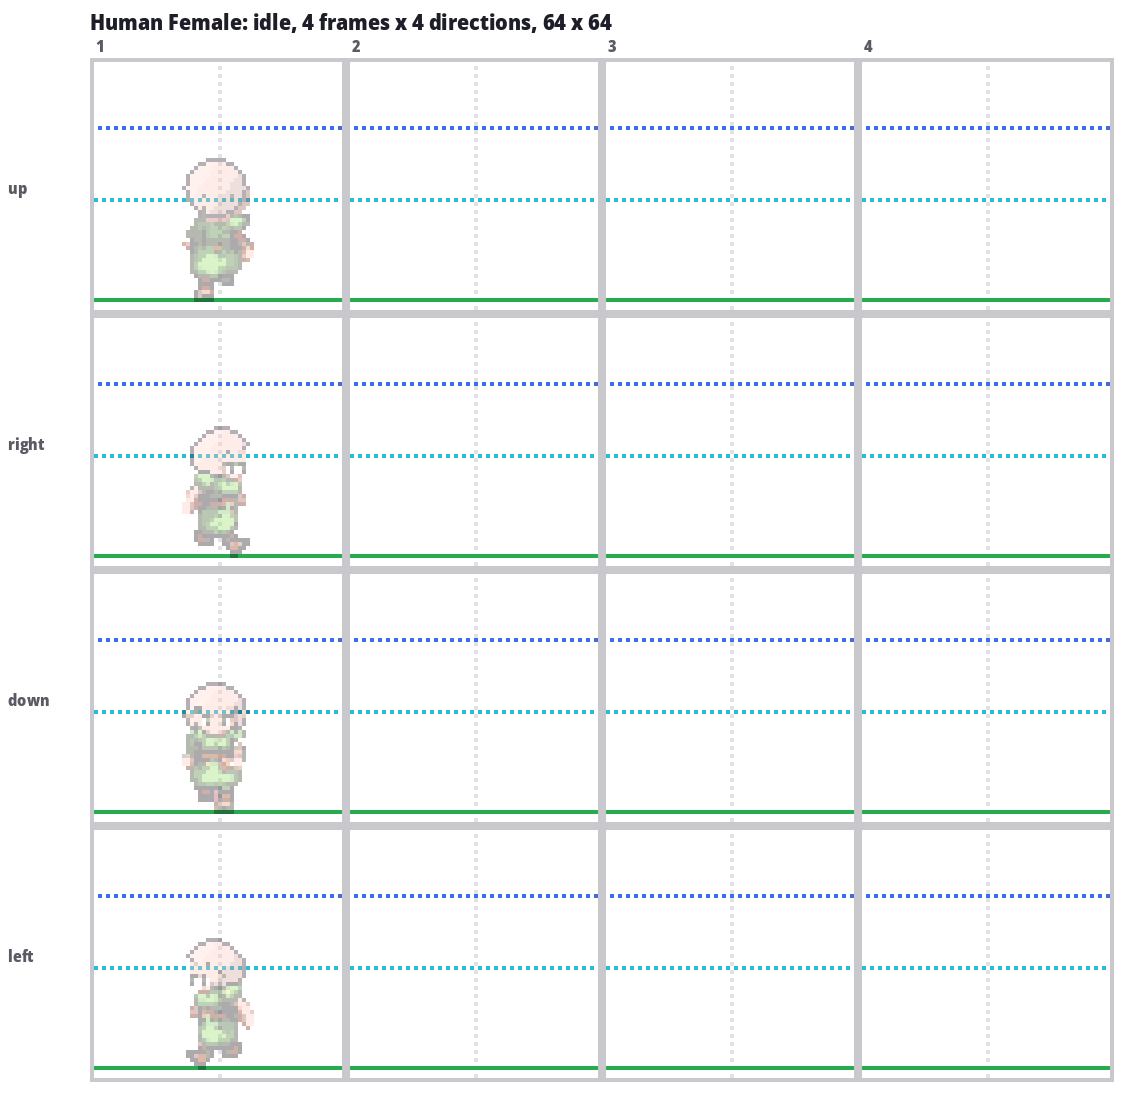 Human Female: idle, 4 frames x 4 directions, 64 x 64
1 2 3 4
up
right
down
left